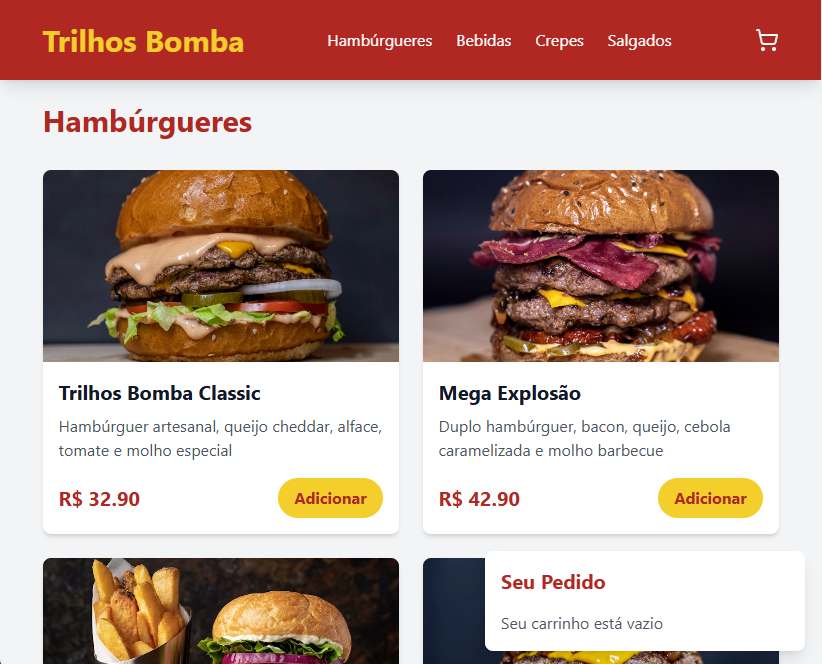 Trilhos Bomba
Hambúrgueres Bebidas Crepes Salgados
Hambúrgueres
Trilhos Bomba Classic
Hambúrguer artesanal, queijo cheddar, alface,
tomate e molho especial
R$ 32.90
Adicionar
Mega Explosão
Duplo hambúrguer, bacon, queijo, cebola
caramelizada e molho barbecue
R$ 42.90
Adicionar
Seu Pedido
Seu carrinho está vazio